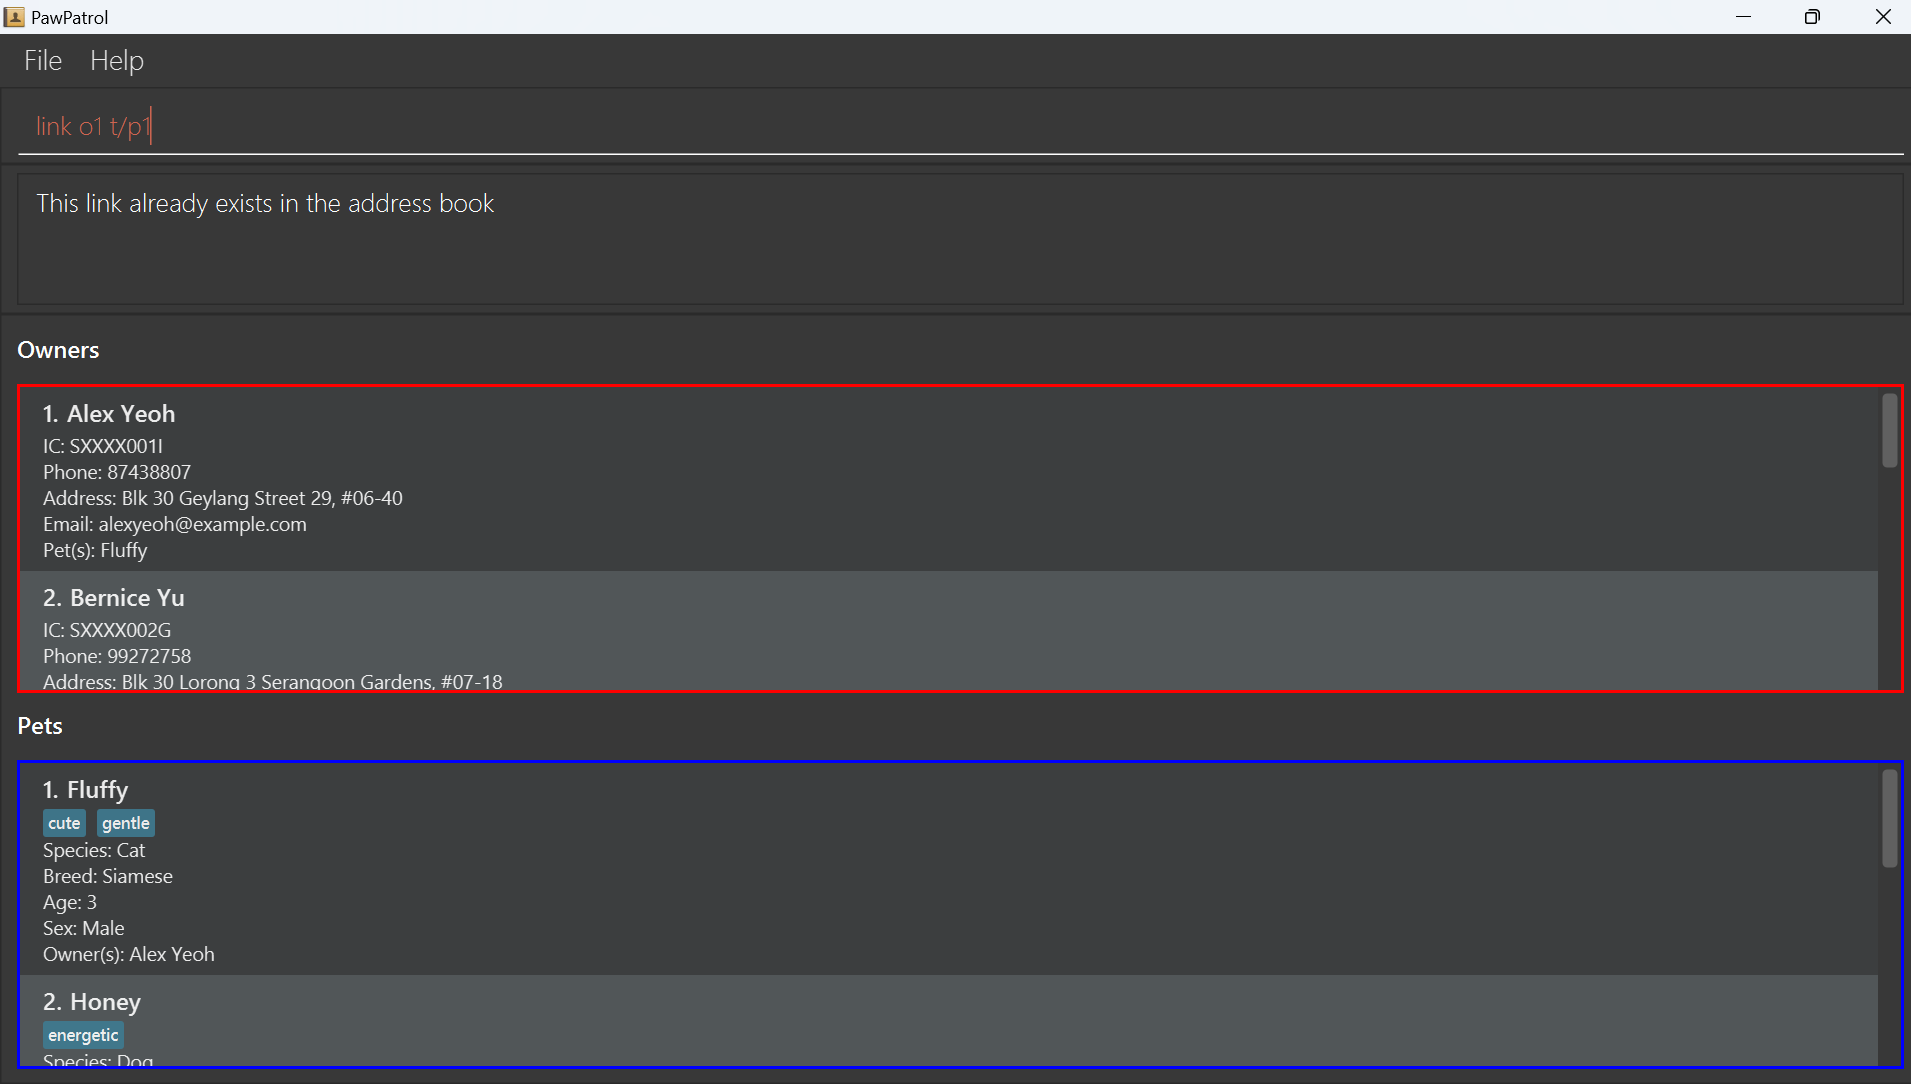 PawPatrol
File Help
link o1 t/p1
This link already exists in the address book
Owners
1. Alex Yeoh
IC: SXXXX001I
Phone: 87438807
Address: Blk 30 Geylang Street 29, #06-40
Email: alexyeoh@example.com
Pet(s): Fluffy
2. Bernice Yu
IC: SXXXX002G
Phone: 99272758
Address: Blk 30 Lorong 3 Serangoon Gardens, #07-18
Pets
1. Fluffy
cute gentle
Species: Cat
Breed: Siamese
Age: 3
Sex: Male
Owner(s): Alex Yeoh
2. Honey
energetic
Species: Dog